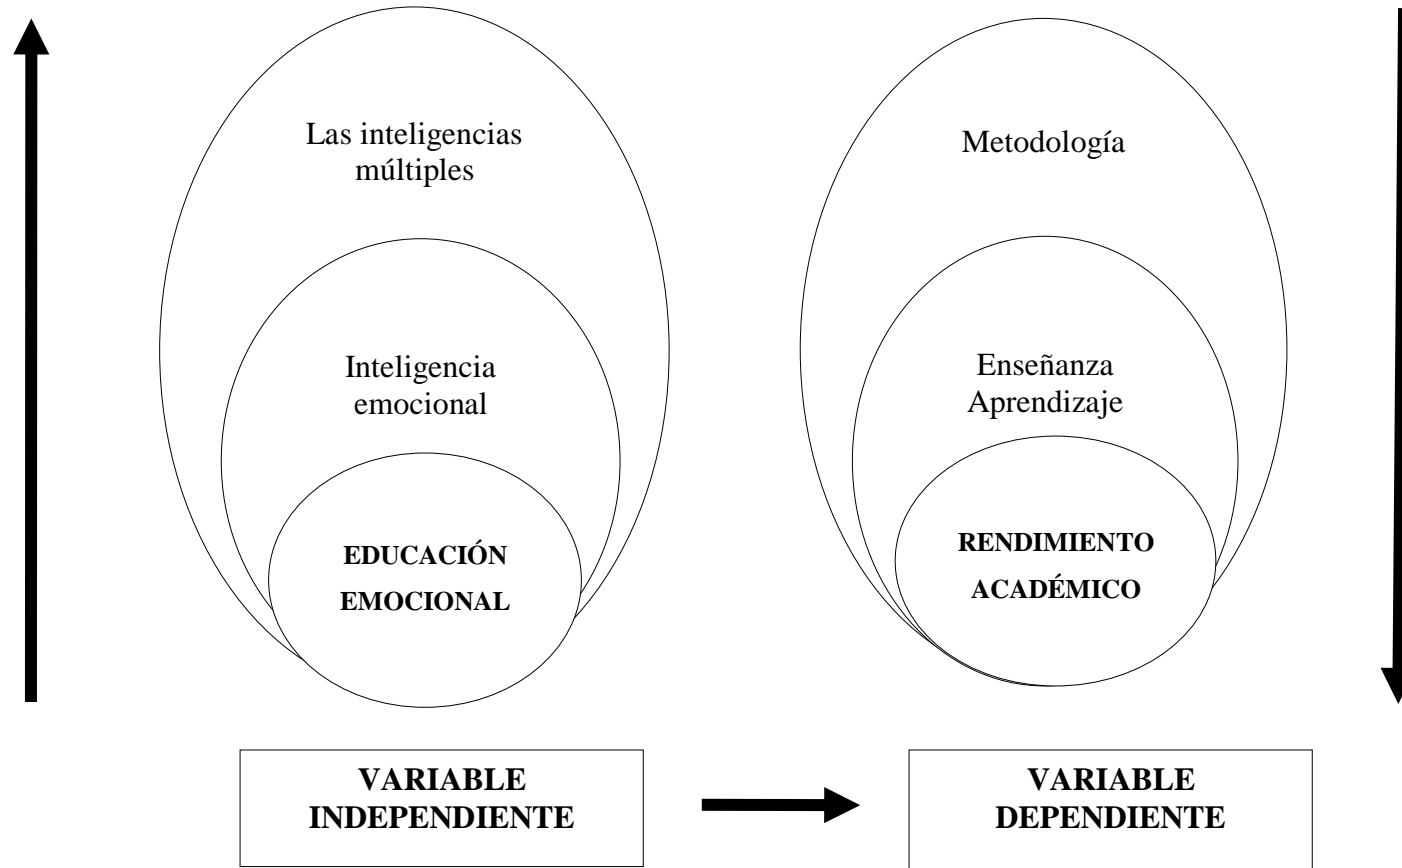 Las inteligencias
múltiples
Inteligencia
emocional
EDUCACIÓN
EMOCIONAL
Metodología
Enseñanza
Aprendizaje
RENDIMIENTO
ACADÉMICO
VARIABLE
INDEPENDIENTE
VARIABLE
DEPENDIENTE